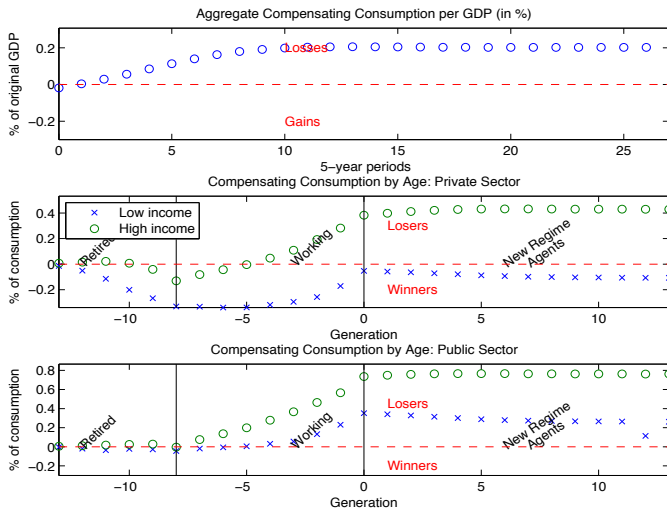 Aggregate Compensating Consumption per GDP (in %)
% of original GDP
0.2
0
−0.2
Losses
Gains
0 5 10 15 20 25
5−year periods
Compensating Consumption by Age: Private Sector
% of consumption
0.4
0.2
0
−0.2
Low income
High income
Retired
Working
Losers
Winners
New Regime
Agents
−10 −5 0 5 10
Generation
Compensating Consumption by Age: Public Sector
% of consumption
0.8
0.6
0.4
0.2
0
−0.2
Retired
Working
Losers
Winners
New Regime
Agents
−10 −5 0 5 10
Generation